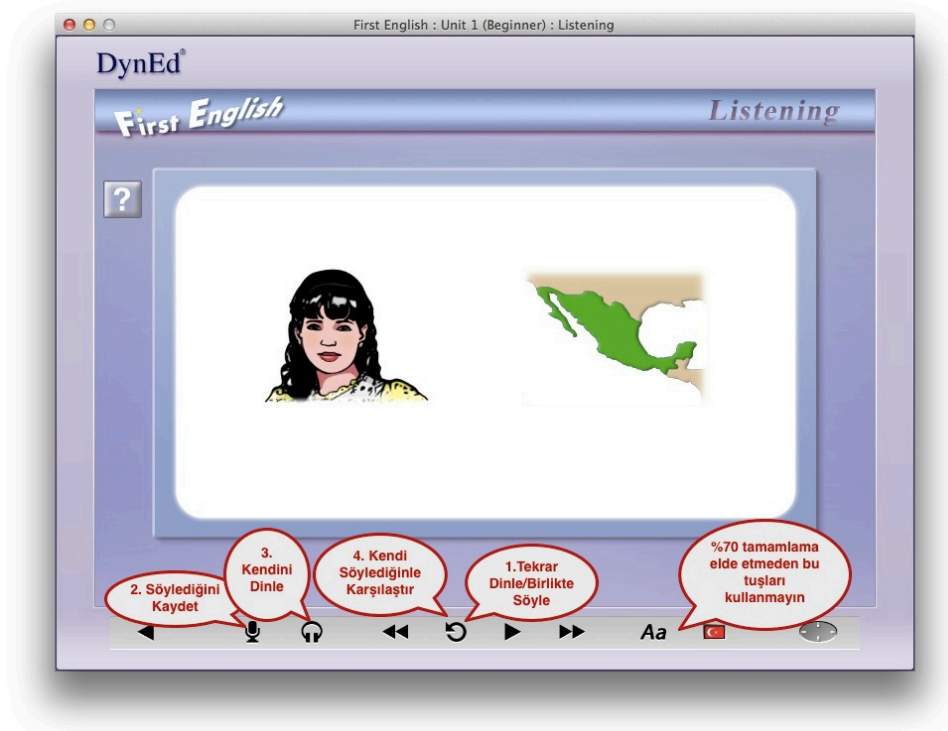 First English : Unit 1 (Beginner) : Listening
DynEd®
First English
Listening
?
2. Söylediğini
Kaydet
3.
Kendini
Dinle
4. Kendi
Söylediğinle
Karşılaştır
1.Tekrar
Dinle/Birlikte
Söyle
%70 tamamlama
elde etmeden bu
tuşları
kullanmayın
Aa